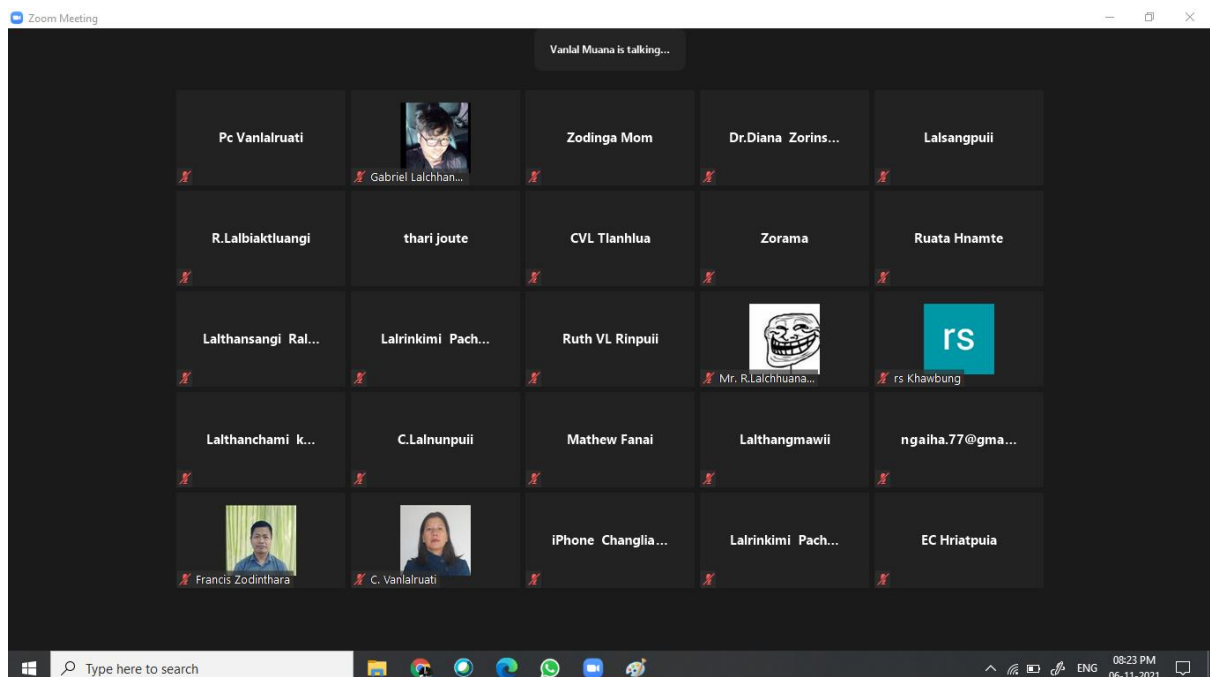 Zoom Meeting
Vanlal Muana is talking...
Pc Vanlalruati
Gabriel Lalchhan...
Zodinga Mom
Dr.Diana Zorins...
Lalsangpuii
R.Lalbiaktluangi
thari joute
CVL Tlanhlua
Zorama
Ruata Hnamte
Lalthansangi Ral...
Lalrinkimi Pach...
Ruth VL Rinpuii
Mr. R.Lalchhuana...
rs
rs Khawbung
Lalthanchami k...
C.Lalnunpuii
Mathew Fanai
Lalthangmawii
ngaiha.77@gma...
Francis Zodinthara
C. Vanlalruati
iPhone Changlia...
Lalrinkimi Pach...
EC Hriatpuia
Type here to search
ENG
08:23 PM
06-11-2021